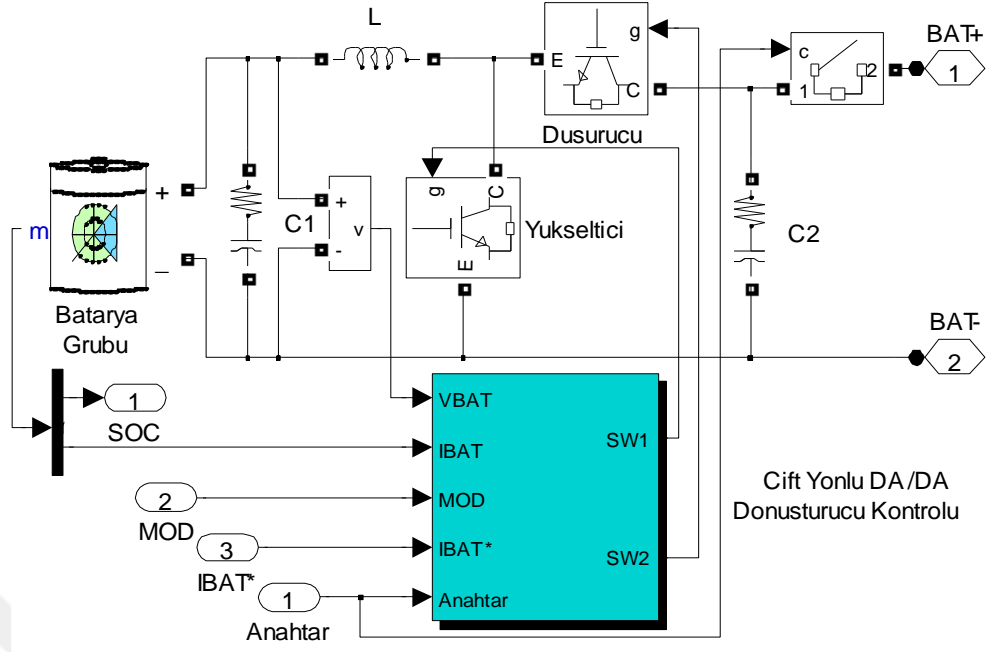 L
g
E
C
Dusurucu
c
1
2
BAT+
1
+
_
m
Batarya
Grubu
C1
+
-
v
g
C
E
Yukseltici
C2
BAT-
2
1
SOC
2
MOD
3
IBAT*
1
Anahtar
VBAT
IBAT
MOD
IBAT*
Anahtar
SW1
SW2
Cift Yonlu DA/DA
Donusturucu Kontrolu